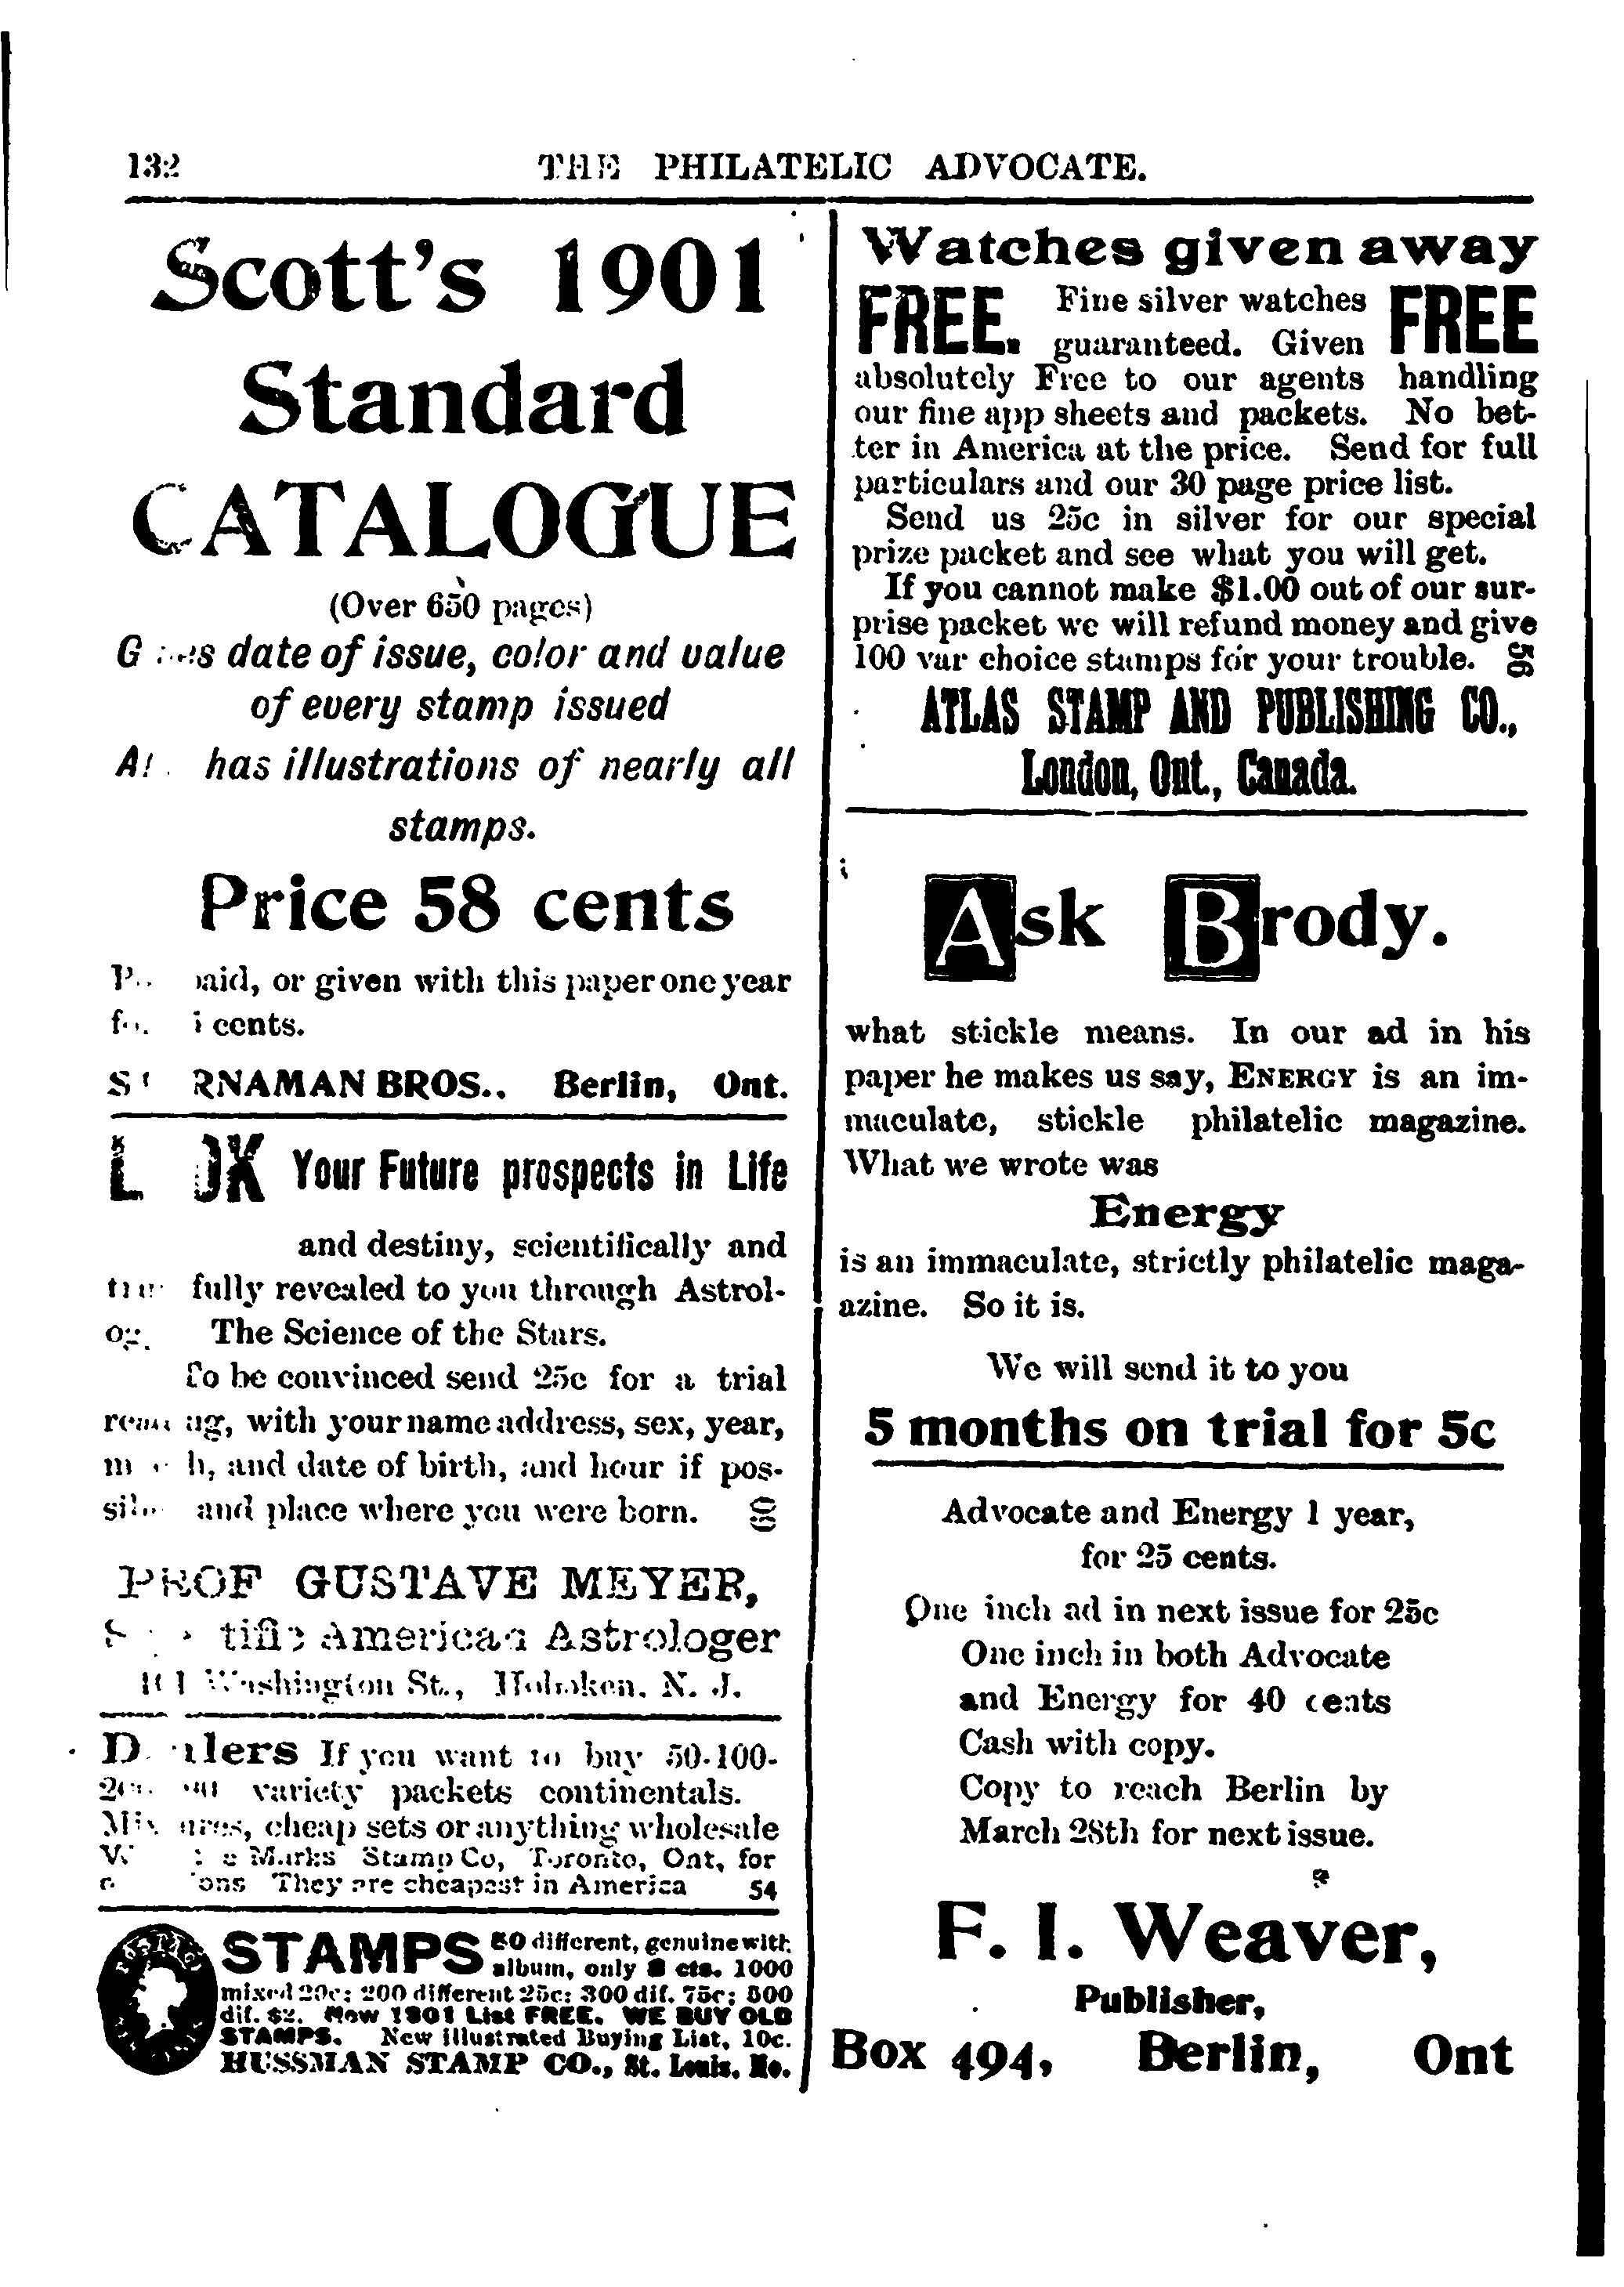 132 THE PHILATELIC ADVOCATE.
Scott's 1901
Standard
CATALOGUE
(Over 650 pages)
date of issue, color and value
of every stamp issued
has illustrations of nearly all
stamps.
Price 58 cents
or given with this paper one year
cents.
BROS., Berlin, Ont.
Your Future prospects in Life
and destiny, scientifically and
fully revealed to you through Astrol-
The Science of the Stars.
To be convinced send 25c for a trial
with your name address, sex, year,
and date of birth, and hour if pos-
and place where you were born. 60
PROF GUSTAVE MEYER,
American Astrologer
Washington St., Hoboken, N. J.
If you want to buy 50-100-
variety packets continentals.
cheap sets or anything wholesale
Marks Stamp Co, Toronto, Ont, for
They are cheapest in America 54
STAMPS 50 different, genuine with
album, only 8 cts. 1000
mixed 20c; 200 different 25c; 300 dif. 75c; 500
dif. $2. New 1901 List FREE. WE BUY OLD
STAMPS. New illustrated Buying List, 10c.
HUSSMAN STAMP CO., St. Louis, Mo.
Watches given away
FREE. Fine silver watches FREE
guaranteed. Given
absolutely Free to our agents handling
our fine app sheets and packets. No bet-
ter in America at the price. Send for full
particulars and our 30 page price list.
Send us 25c in silver for our special
prize packet and see what you will get.
If you cannot make $1.00 out of our sur-
prise packet we will refund money and give
100 var choice stamps for your trouble. 56
ATLAS STAMP AND PUBLISHING CO.,
London, Ont., Canada.
Ask Brody.
what stickle means. In our ad in his
paper he makes us say, ENERGY is an im-
maculate, stickle philatelic magazine.
What we wrote was
Energy
is an immaculate, strictly philatelic maga-
azine. So it is.
We will send it to you
5 months on trial for 5c
Advocate and Energy 1 year,
for 25 cents.
One inch ad in next issue for 25c
One inch in both Advocate
and Energy for 40 cents
Cash with copy.
Copy to reach Berlin by
March 28th for next issue.
F. I. Weaver,
Publisher,
Box 494, Berlin, Ont